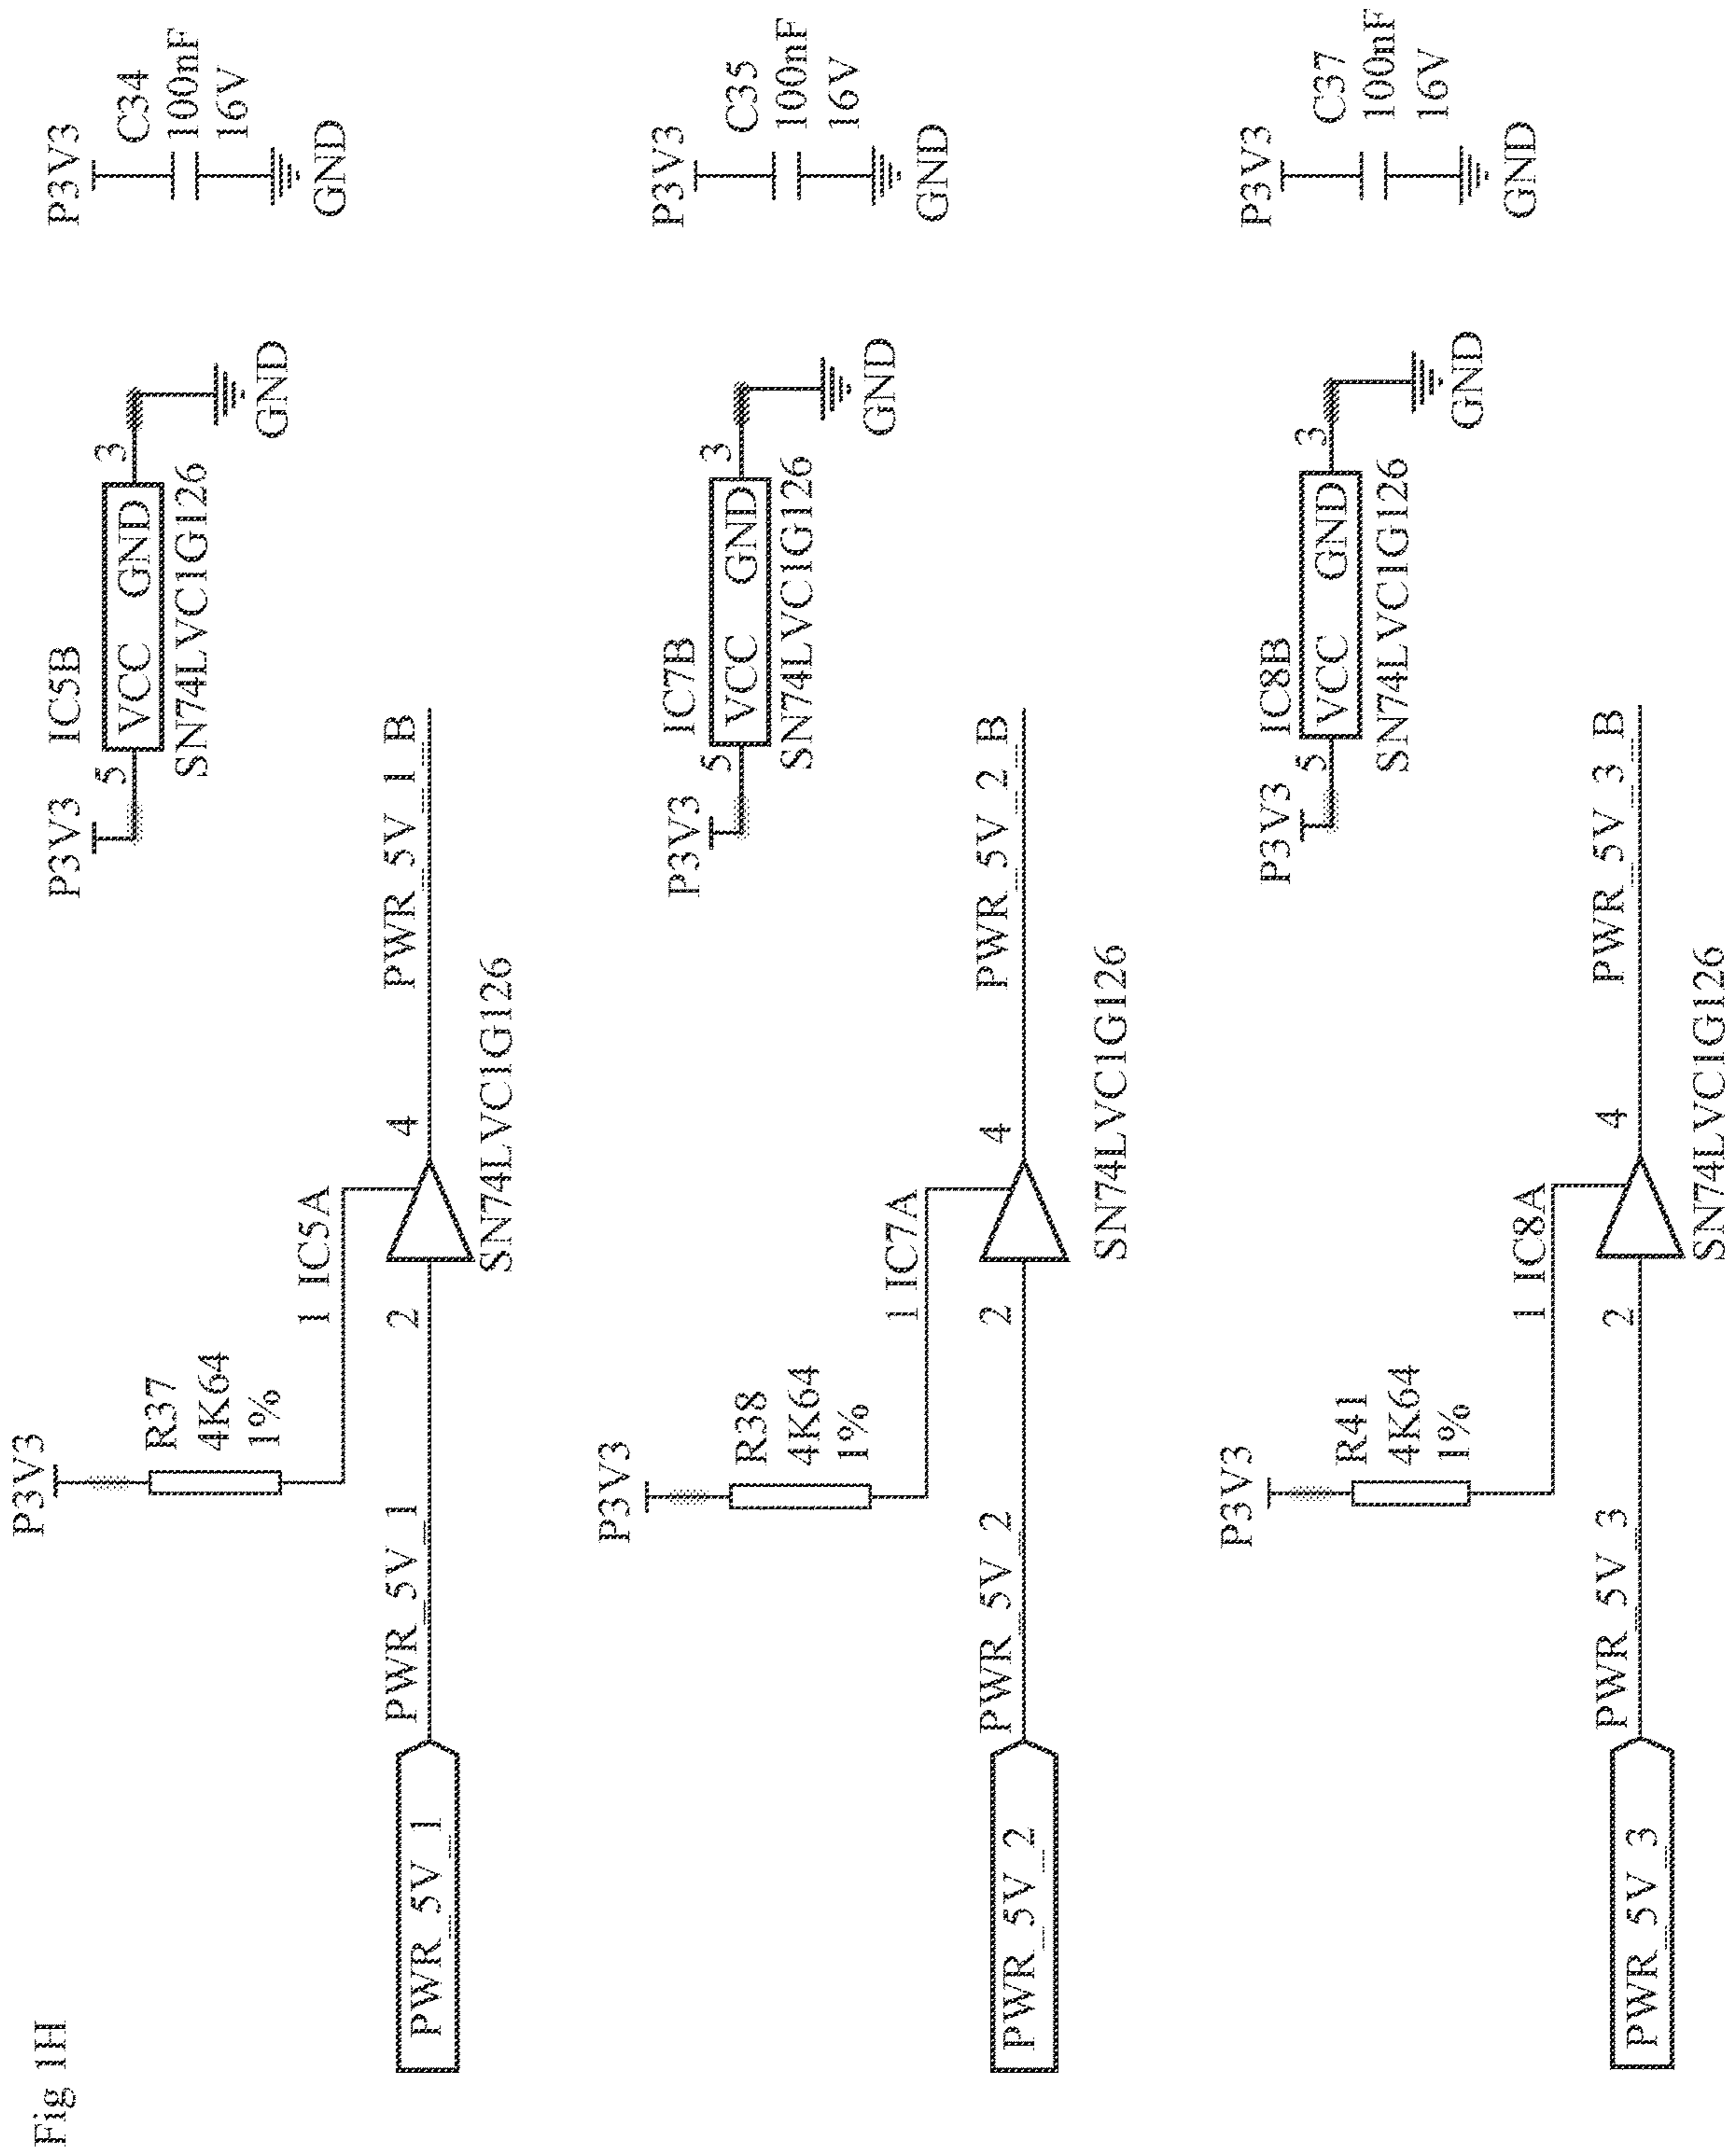 Fig 1H
P3V3
R37
4K64
1%
1 IC5A
PWR_5V_1
PWR_5V_1
2
4
PWR_5V_1_B
SN74LVC1G126
P3V3
5
IC5B
VCC GND
3
SN74LVC1G126
GND
P3V3
C34
100nF
16V
GND
P3V3
R38
4K64
1%
1 IC7A
PWR_5V_2
PWR_5V_2
2
4
PWR_5V_2_B
SN74LVC1G126
P3V3
5
IC7B
VCC GND
3
SN74LVC1G126
GND
P3V3
C35
100nF
16V
GND
P3V3
R41
4K64
1%
1 IC8A
PWR_5V_3
PWR_5V_3
2
4
PWR_5V_3_B
SN74LVC1G126
P3V3
5
IC8B
VCC GND
3
SN74LVC1G126
GND
P3V3
C37
100nF
16V
GND